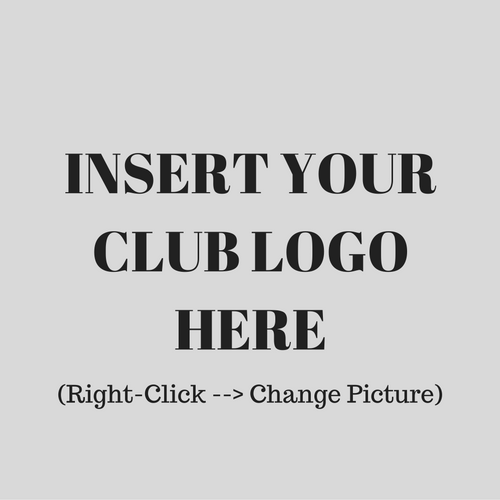 INSERT YOUR
CLUB LOGO
HERE
(Right-Click --> Change Picture)